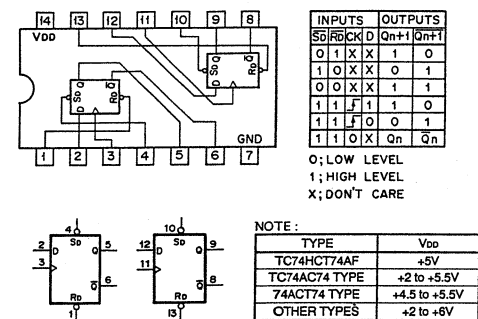 14 13 12 11 10 9 8
VDD
SD Q
D Q̅
RD
SD Q
D Q̅
RD
GND
1 2 3 4 5 6 7
INPUTS OUTPUTS
S̅D̅ R̅D̅ CK D Qn+1 Q̅n̅+̅1̅
0 1 X X 1 0
1 0 X X 0 1
0 0 X X 1 1
1 1 1 1 0
1 1 0 0 1
1 1 0 X Qn Q̅n
0; LOW LEVEL
1; HIGH LEVEL
X; DON'T CARE
4 10
SD SD
2 D Q 5 12 D Q 9
3 11
Q̅ 6 Q̅ 8
RD RD
1 13
NOTE:
TYPE VDD
TC74HCT74AF +5V
TC74AC74 TYPE +2 to +5.5V
74ACT74 TYPE +4.5 to +5.5V
OTHER TYPES +2 to +6V